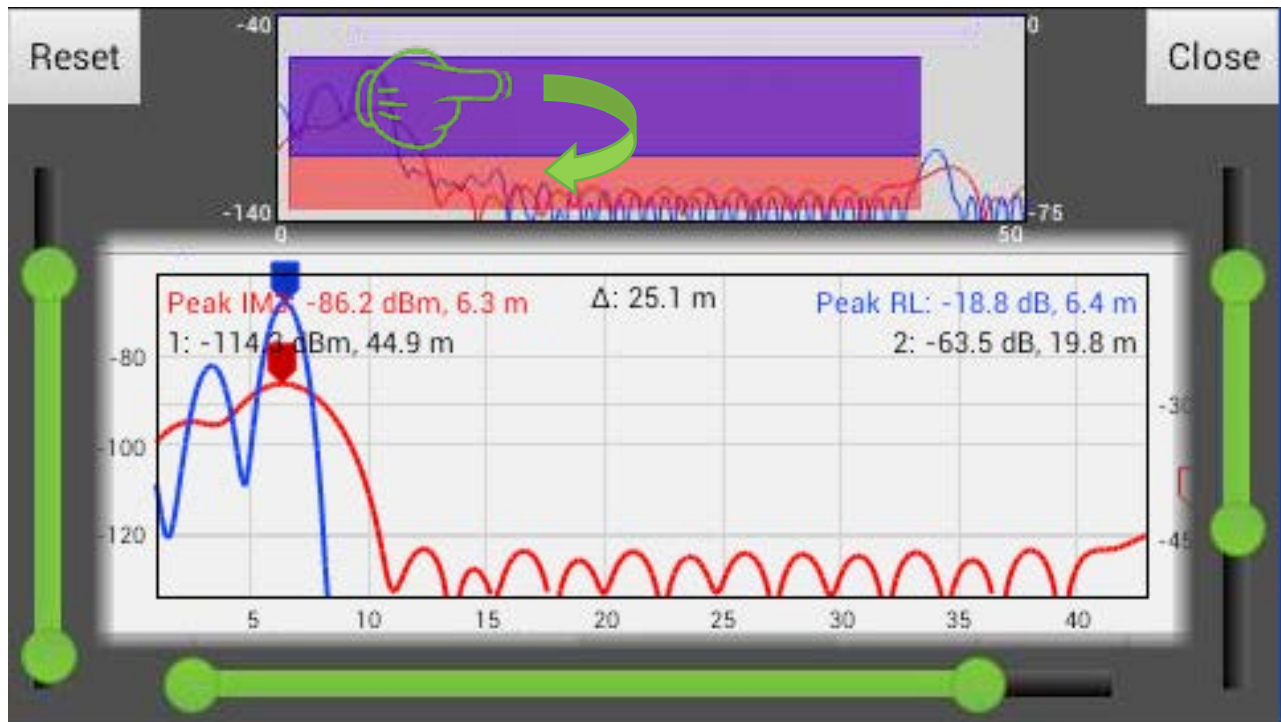 Reset
Close
-40
0
-140
-75
0
50
Peak IM3: -86.2 dBm, 6.3 m
Δ: 25.1 m
Peak RL: -18.8 dB, 6.4 m
1: -114.3 dBm, 44.9 m
2: -63.5 dB, 19.8 m
-80
-100
-120
-30
-45
5 10 15 20 25 30 35 40